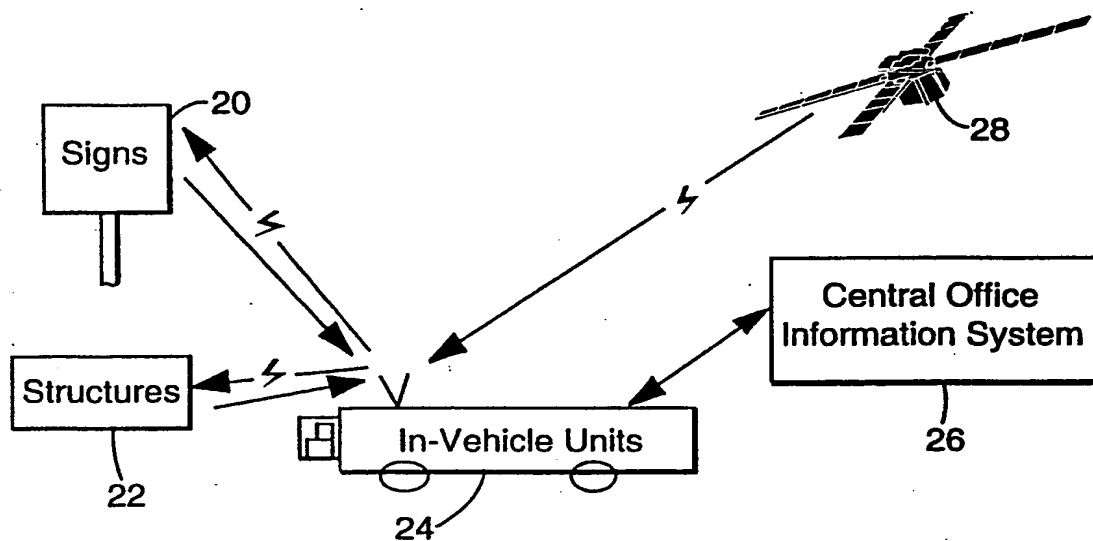 20
Signs
28
Central Office
Information System
Structures
In-Vehicle Units
26
22
24